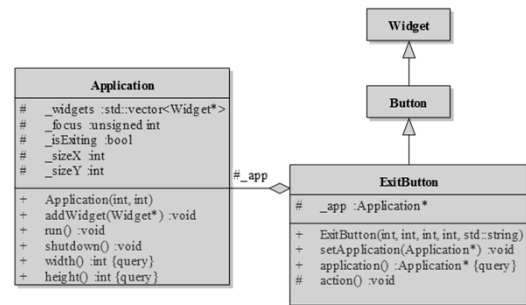 Widget
Button
Application
# _widgets :std::vector<Widget*>
# _focus :unsigned int
# _isExiting :bool
# _sizeX :int
# _sizeY :int
+ Application(int, int)
+ addWidget(Widget*) :void
+ run() :void
+ shutdown() :void
+ width() :int {query}
+ height() :int {query}
#_app
ExitButton
# _app :Application*
+ ExitButton(int, int, int, int, std::string)
+ setApplication(Application*) :void
+ application() :Application* {query}
# action() :void